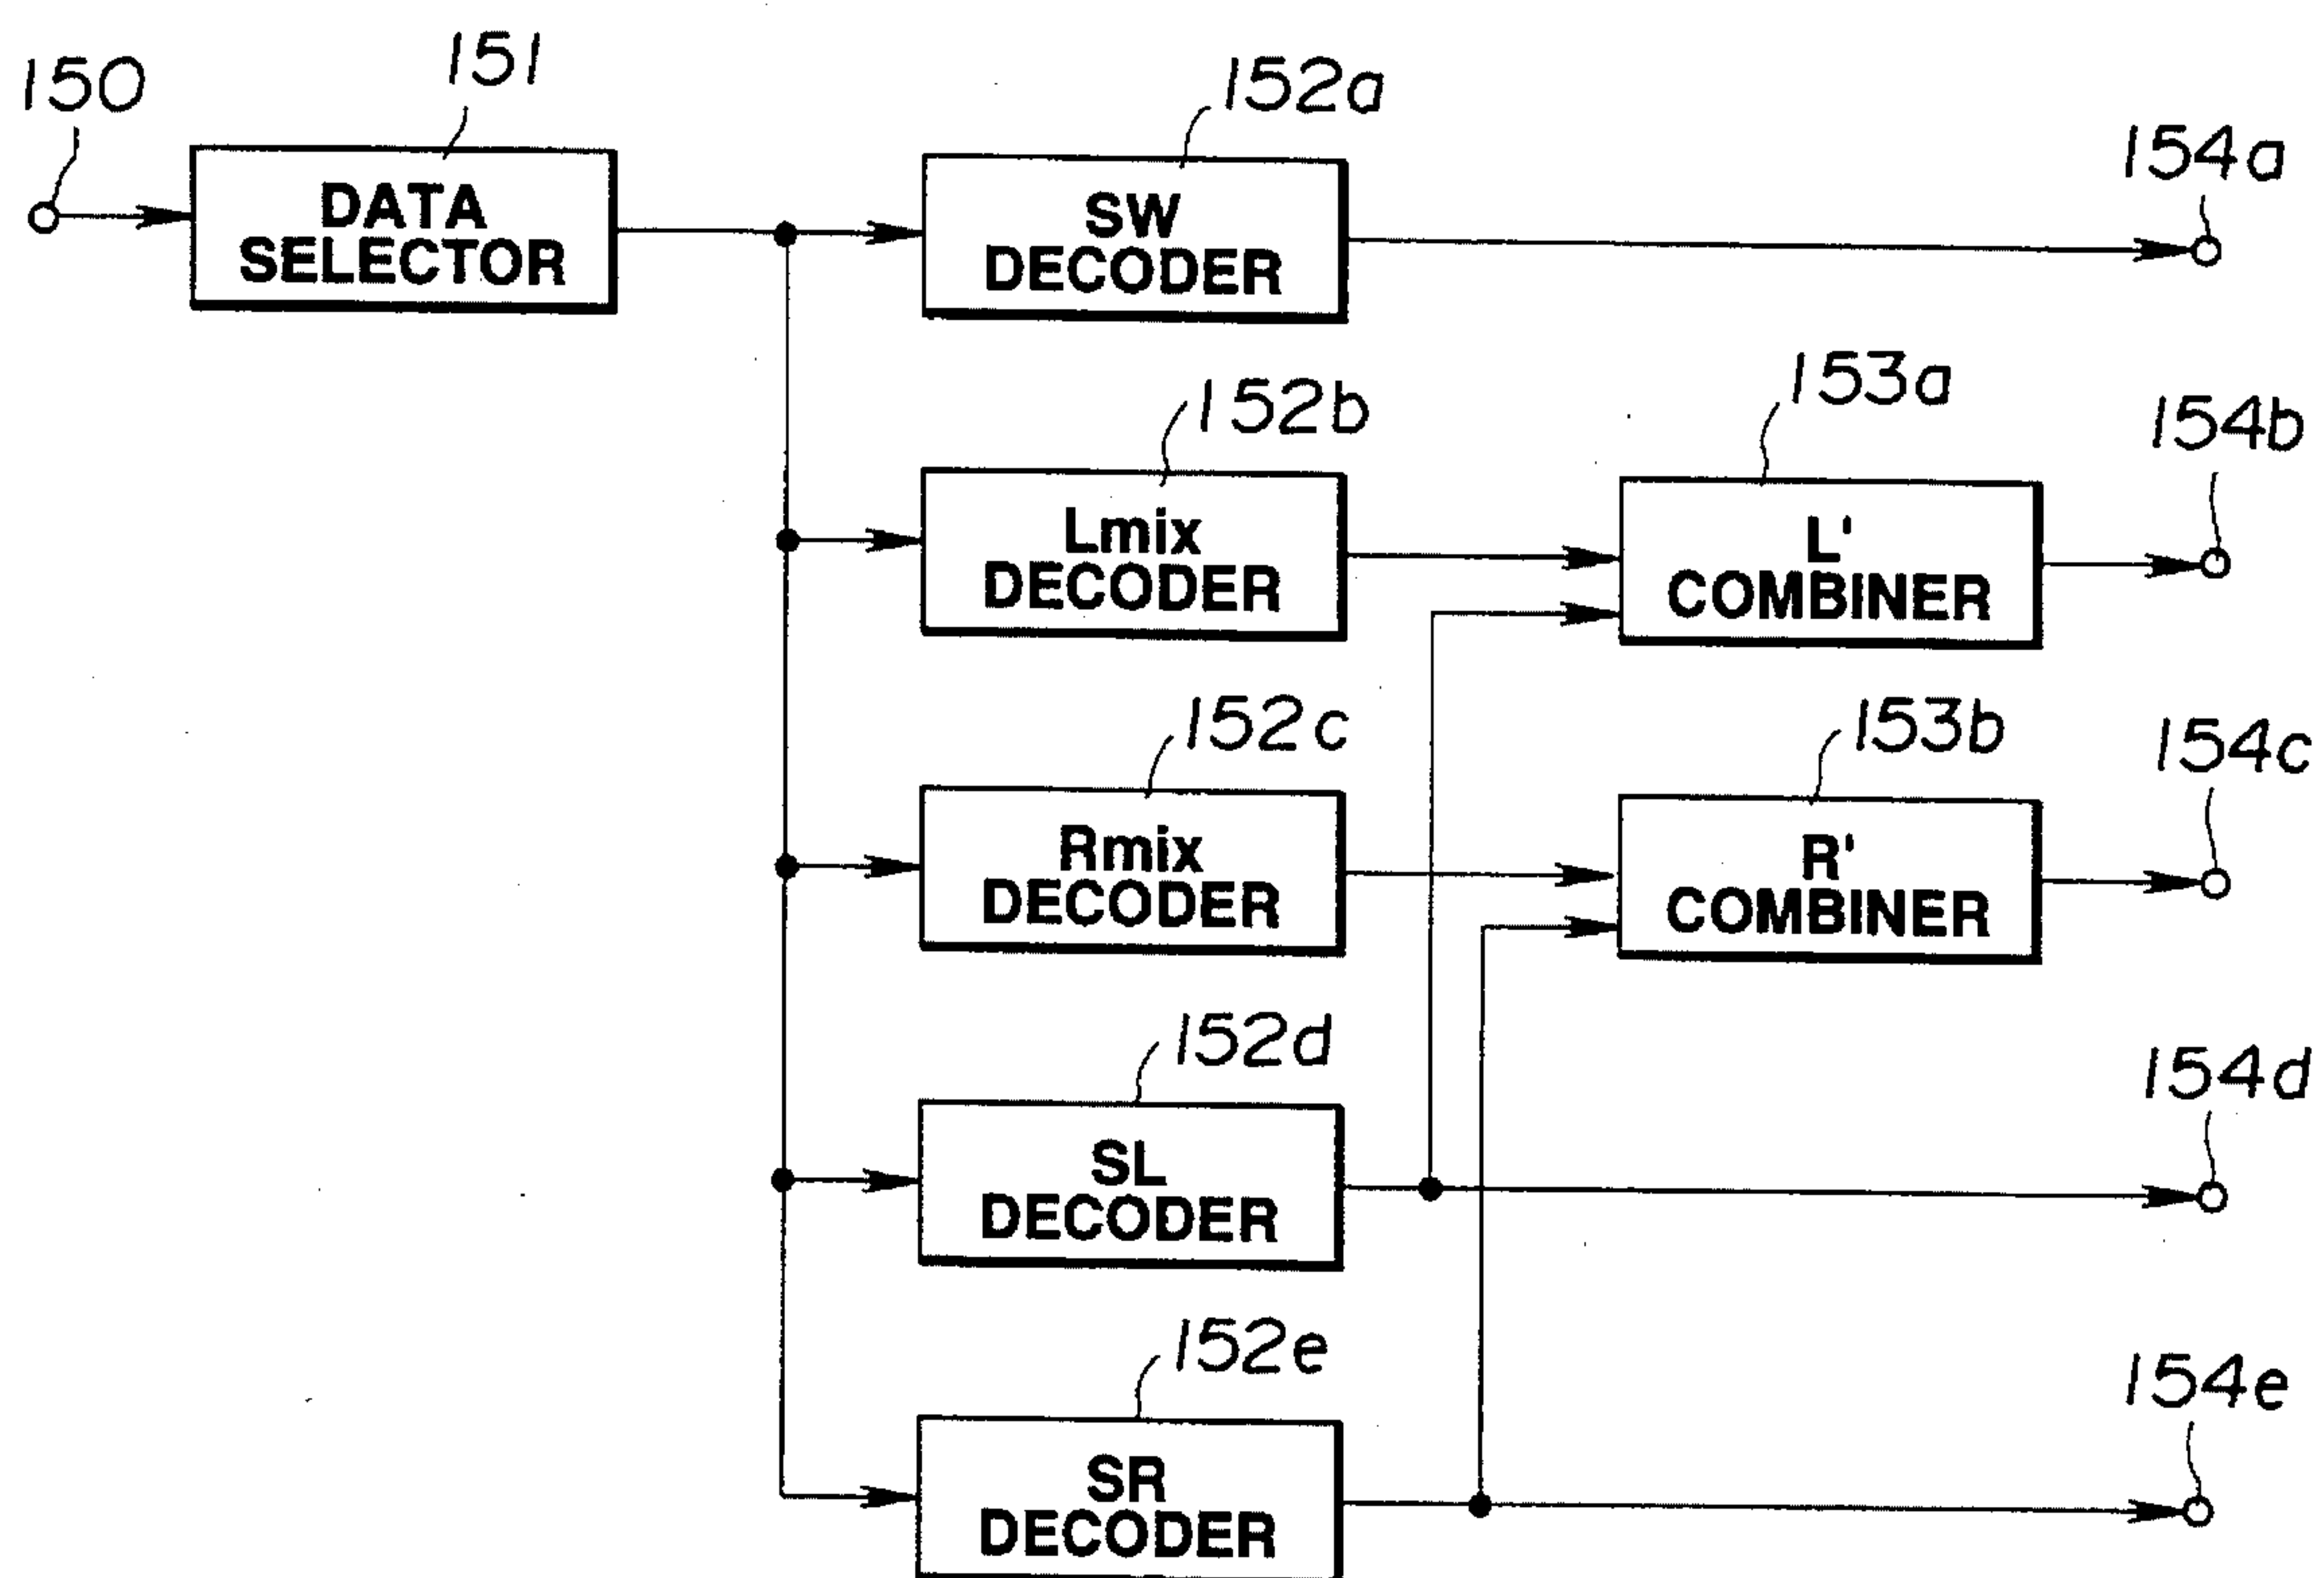 150
151
DATA
SELECTOR
152a
SW
DECODER
154a
152b
Lmix
DECODER
153a
L'
COMBINER
154b
152c
Rmix
DECODER
153b
R'
COMBINER
154c
152d
SL
DECODER
154d
152e
SR
DECODER
154e